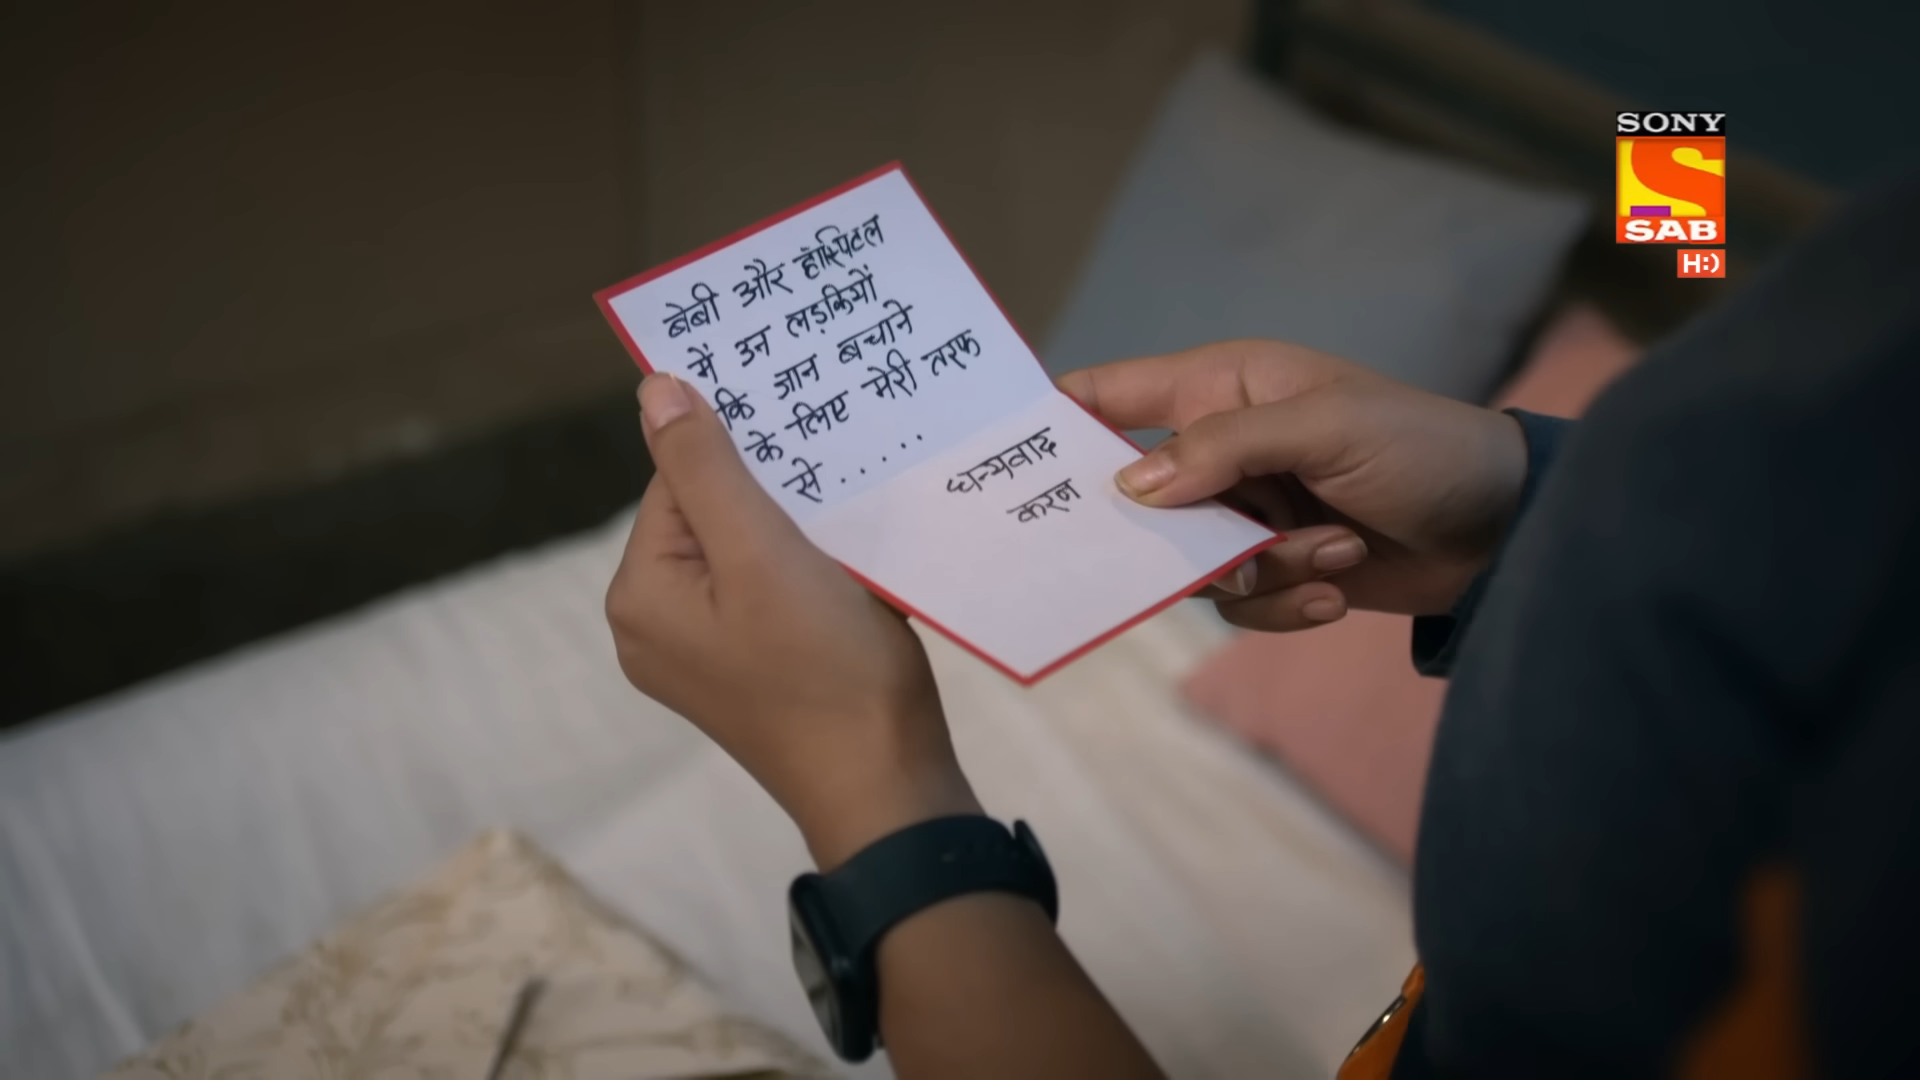 बेबी और हॉस्पिटल
में उन लड़कियों
कि जान बचाने
के लिए मेरी तरफ
से.....
धन्यवाद
करन
SONY
SAB
H:)